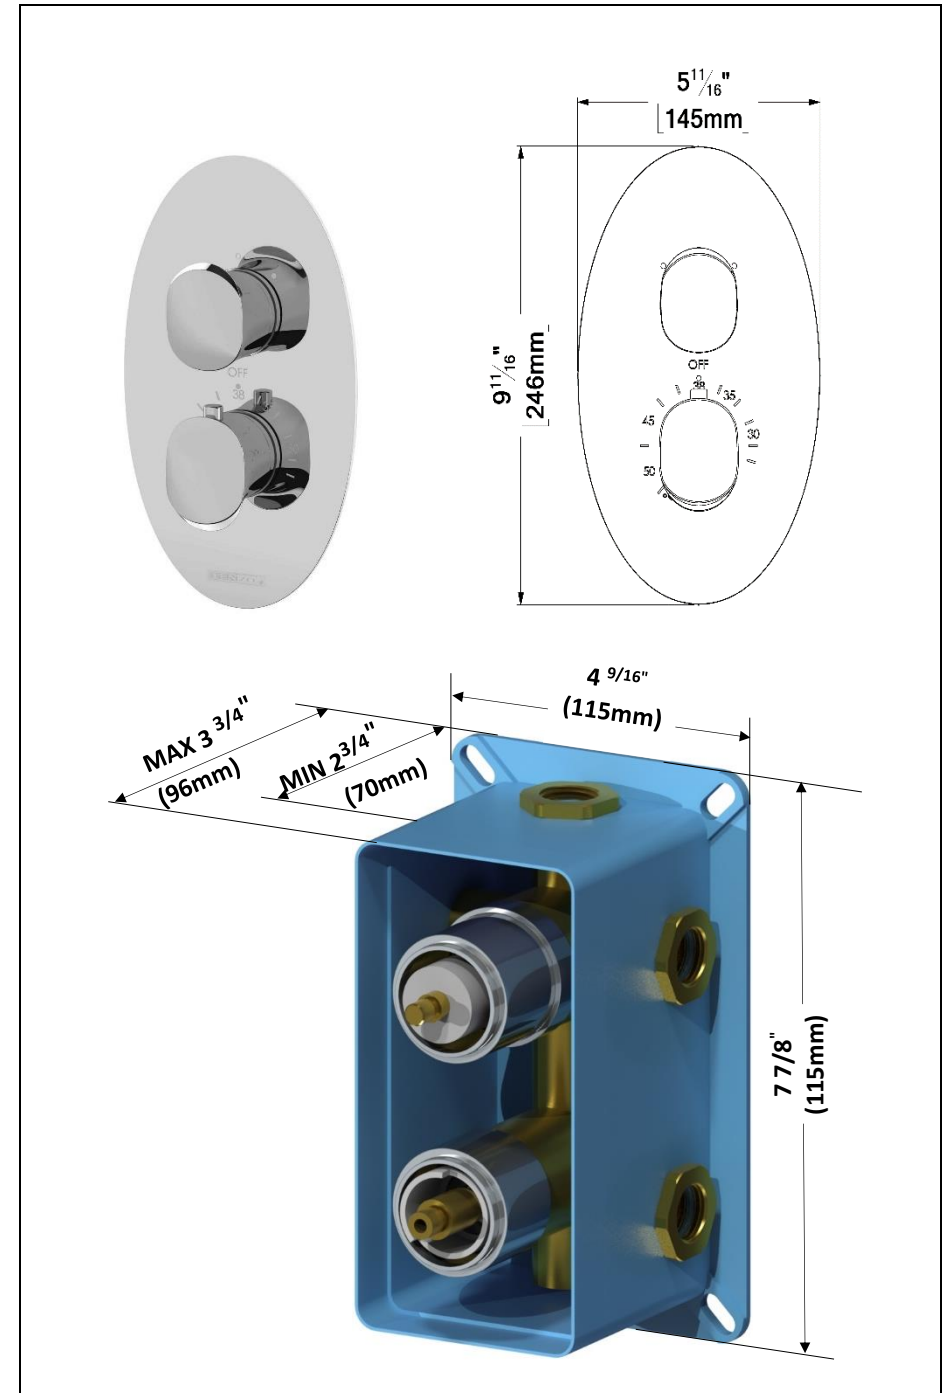 5 11/16"
145mm
9 11/16"
246mm
OFF
38
OFF
38
35
45
30
50
4 9/16"
(115mm)
MAX 3 3/4"
(96mm)
MIN 2 3/4"
(70mm)
7 7/8"
(115mm)